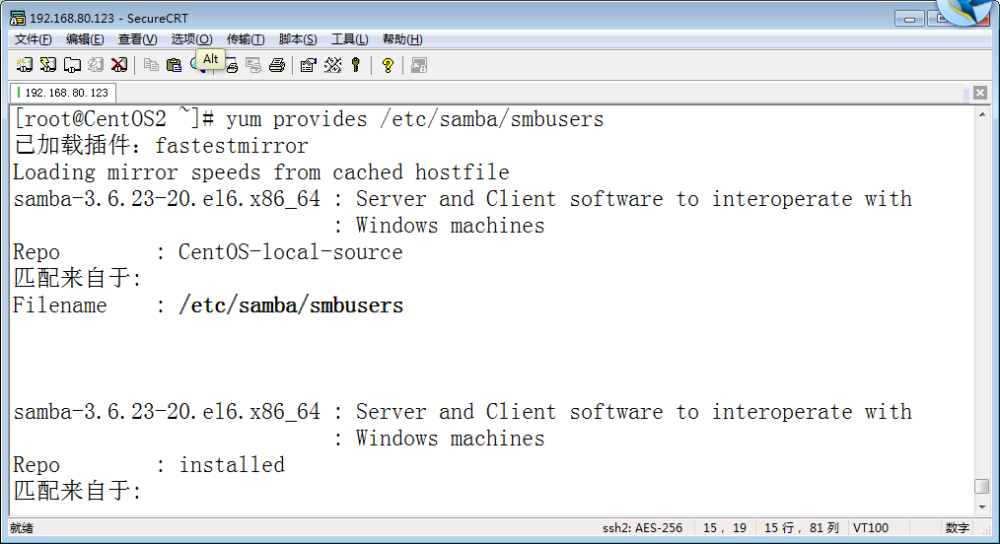 192.168.80.123 - SecureCRT
文件(F) 编辑(E) 查看(V) 选项(O) 传输(T) 脚本(S) 工具(L) 帮助(H)
Alt
192.168.80.123
[root@CentOS2 ~]# yum provides /etc/samba/smbusers
已加载插件：fastestmirror
Loading mirror speeds from cached hostfile
samba-3.6.23-20.el6.x86_64 : Server and Client software to interoperate with
: Windows machines
Repo : CentOS-local-source
匹配来自于:
Filename : /etc/samba/smbusers
samba-3.6.23-20.el6.x86_64 : Server and Client software to interoperate with
: Windows machines
Repo : installed
匹配来自于:
就绪 ssh2: AES-256 15, 19 15 行, 81 列 VT100 数字